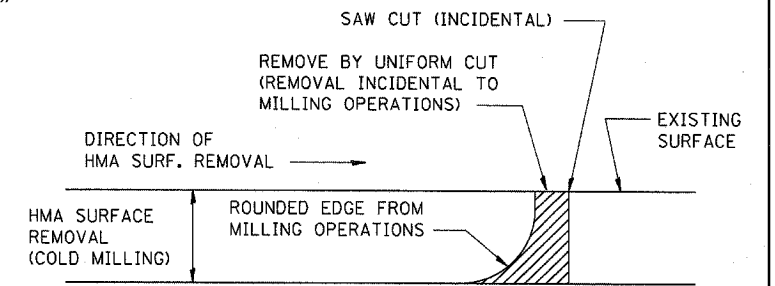 SAW CUT (INCIDENTAL)
REMOVE BY UNIFORM CUT
(REMOVAL INCIDENTAL TO
MILLING OPERATIONS)
EXISTING
SURFACE
DIRECTION OF
HMA SURF. REMOVAL
HMA SURFACE
REMOVAL
(COLD MILLING)
ROUNDED EDGE FROM
MILLING OPERATIONS